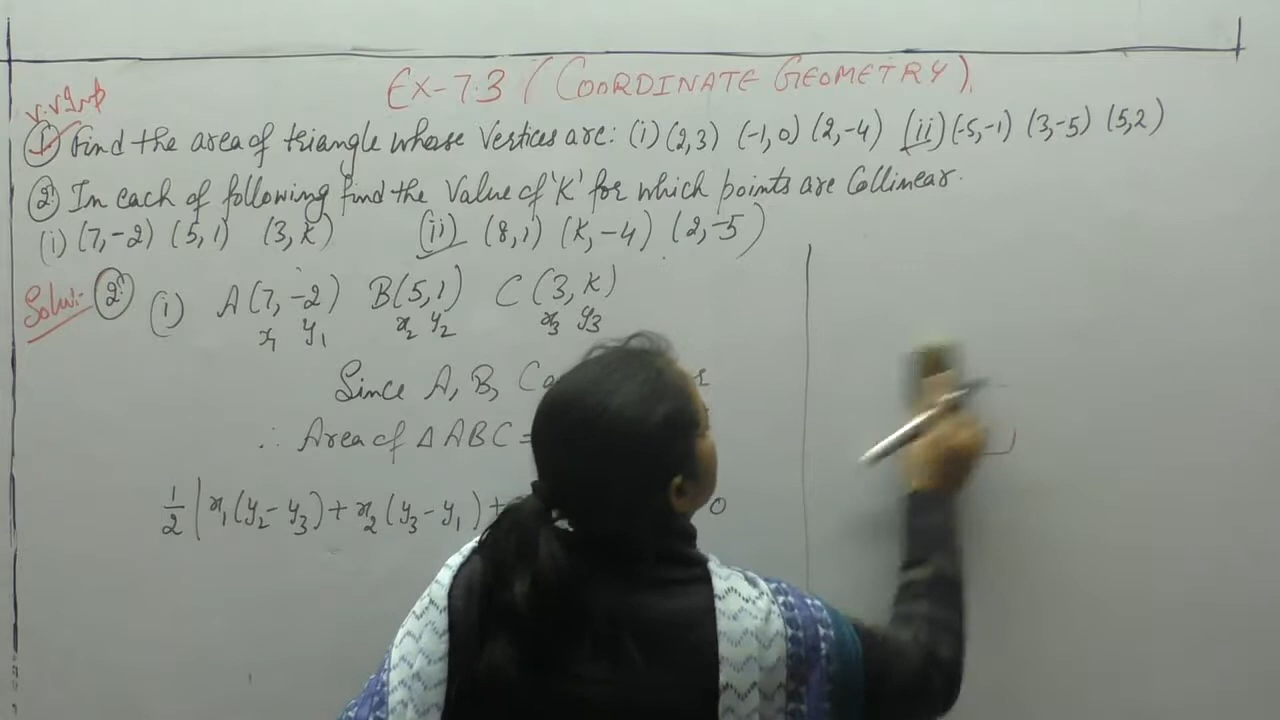 EX-7.3 (COORDINATE GEOMETRY).
v.vImp
① Find the area of triangle whose vertices are: (i) (2,3) (-1,0) (2,-4) (ii) (-5,-1) (3,-5) (5,2)
② In each of following find the value of 'K' for which points are Collinear.
(i) (7,-2) (5,1) (3,K) (ii) (8,1) (K,-4) (2,-5)
Solu:- ② (i) A(7,-2) B(5,1) C(3,K)
x₁ y₁ x₂ y₂ x₃ y₃
Since A, B, C
∴ Area of △ABC =
1/2 |x₁(y₂-y₃)+x₂(y₃-y₁)+ 0